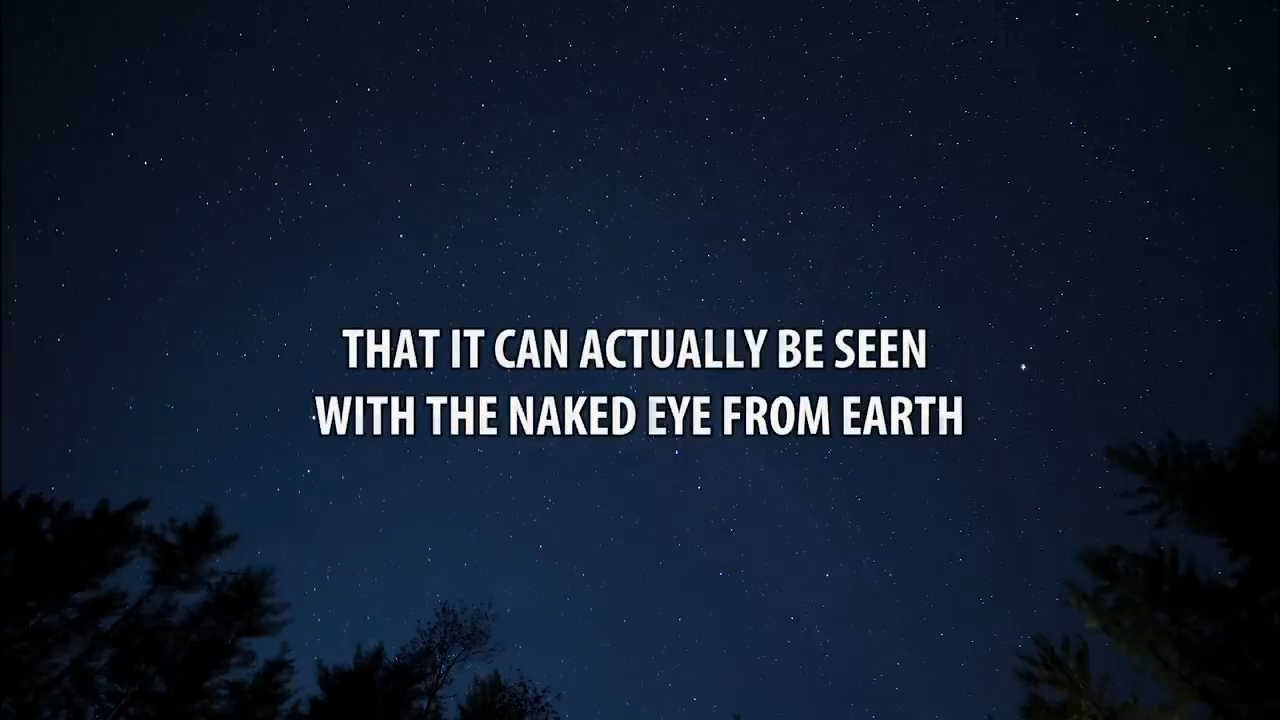 THAT IT CAN ACTUALLY BE SEEN
WITH THE NAKED EYE FROM EARTH